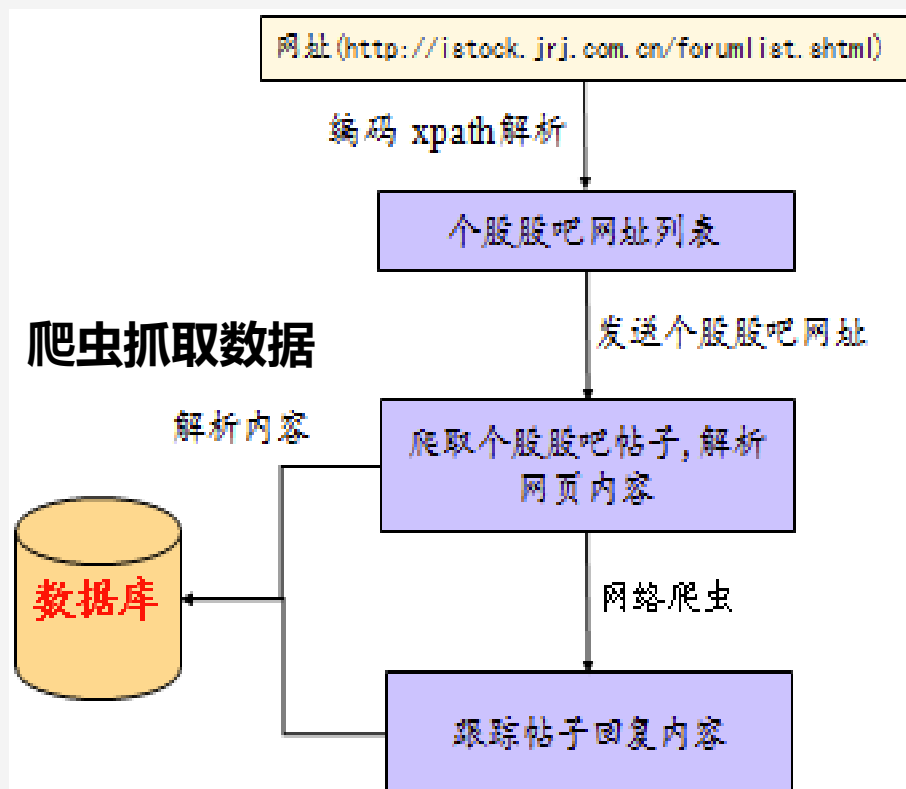 网址(http://istock.jrj.com.cn/forumlist.shtml)
编码 xpath解析
个股股吧网址列表
发送个股股吧网址
爬虫抓取数据
解析内容
爬取个股股吧帖子,解析
网页内容
数据库
网络爬虫
跟踪帖子回复内容